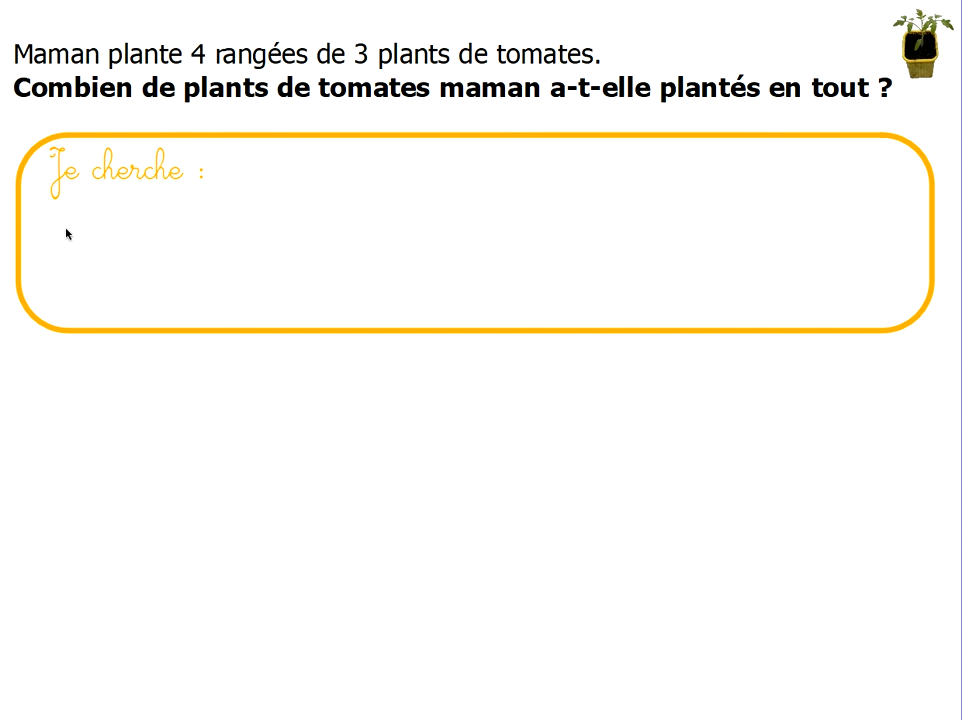 Maman plante 4 rangées de 3 plants de tomates.
Combien de plants de tomates maman a-t-elle plantés en tout ?
Je cherche :